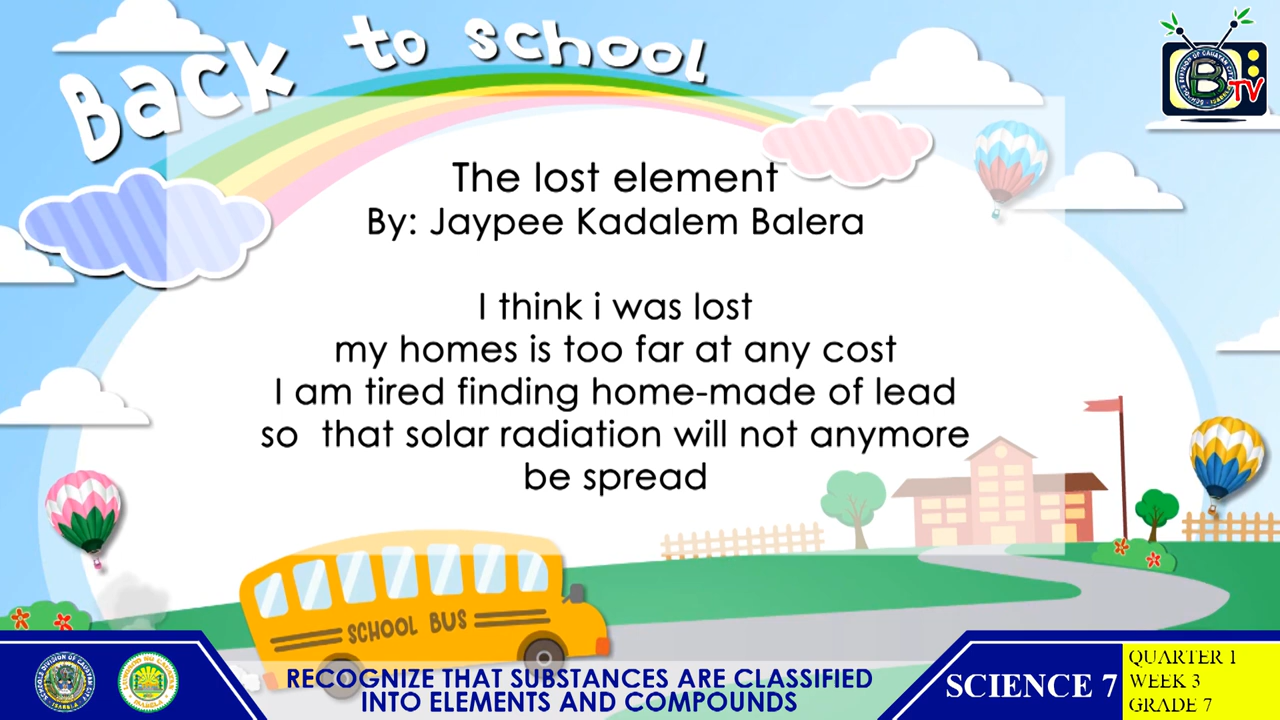 Back to school
B TV
The lost element
By: Jaypee Kadalem Balera
I think i was lost
my homes is too far at any cost
I am tired finding home-made of lead
so that solar radiation will not anymore
be spread
SCHOOL BUS
RECOGNIZE THAT SUBSTANCES ARE CLASSIFIED
INTO ELEMENTS AND COMPOUNDS
SCIENCE 7
QUARTER 1
WEEK 3
GRADE 7